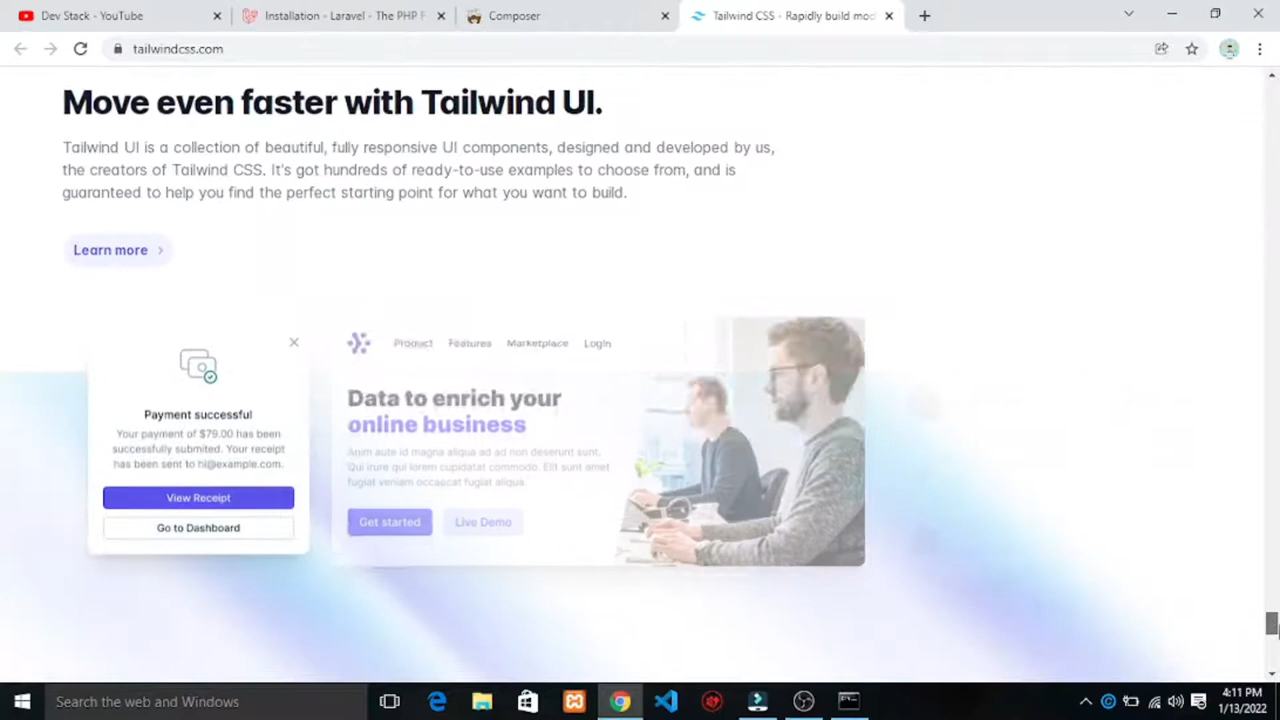 Dev Stack - YouTube
Installation - Laravel - The PHP F
Composer
Tailwind CSS - Rapidly build mod
tailwindcss.com
Move even faster with Tailwind UI.
Tailwind UI is a collection of beautiful, fully responsive UI components, designed and developed by us,
the creators of Tailwind CSS. It's got hundreds of ready-to-use examples to choose from, and is
guaranteed to help you find the perfect starting point for what you want to build.
Learn more
Payment successful
Your payment of $79.00 has been
successfully submited. Your receipt
has been sent to hi@example.com.
View Receipt
Go to Dashboard
Product Features Marketplace Login
Data to enrich your
online business
Anim aute id magna aliqua ad ad non deserunt sunt.
Qui irure qui lorem cupidatat commodo. Elit sunt amet
fugiat veniam occaecat fugiat aliqua.
Get started Live Demo
Search the web and Windows
4:11 PM
1/13/2022